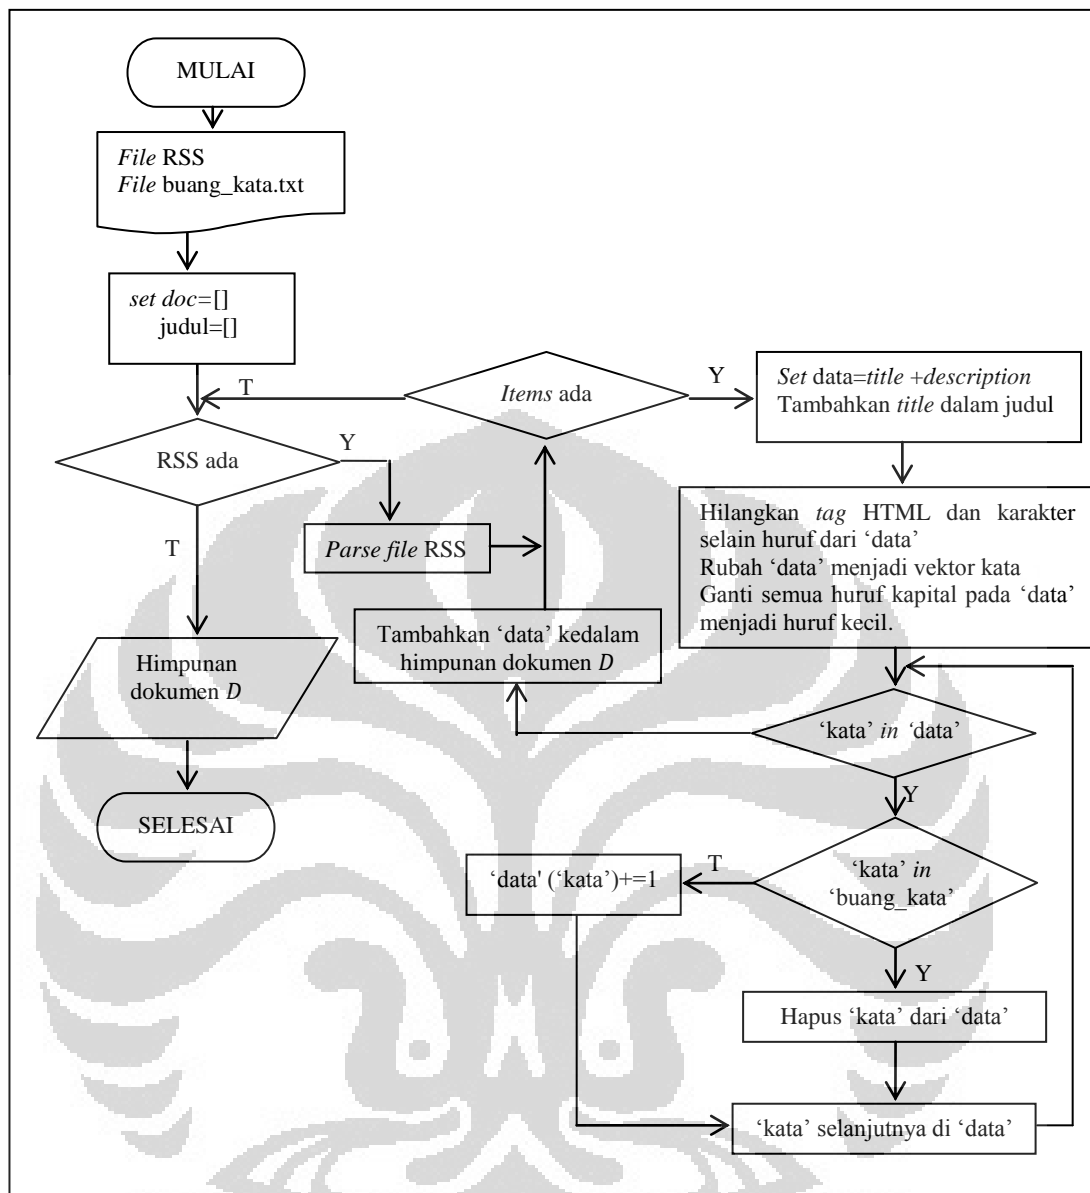 MULAI
File RSS
File buang_kata.txt
set doc=[]
judul=[]
T
Items ada
Y
Set data=title +description
Tambahkan title dalam judul
RSS ada
Y
T
Parse file RSS
Hilangkan tag HTML dan karakter
selain huruf dari ‘data’
Rubah ‘data’ menjadi vektor kata
Ganti semua huruf kapital pada ‘data’
menjadi huruf kecil.
Tambahkan ‘data’ kedalam
himpunan dokumen D
Himpunan
dokumen D
‘kata’ in ‘data’
Y
SELESAI
‘data' (‘kata’)+=1
T
‘kata’ in
‘buang_kata’
Y
Hapus ‘kata’ dari ‘data’
‘kata’ selanjutnya di ‘data’